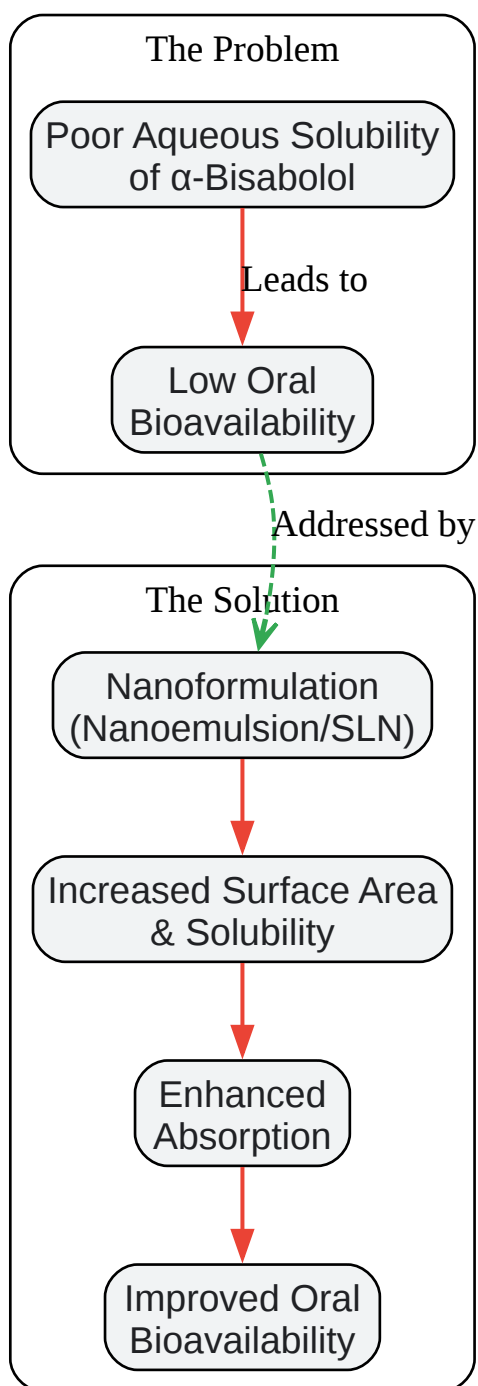 The Problem
Poor Aqueous Solubility
of α-Bisabolol
Leads to
Low Oral
Bioavailability
Addressed by
The Solution
Nanoformulation
(Nanoemulsion/SLN)
Increased Surface Area
& Solubility
Enhanced
Absorption
Improved Oral
Bioavailability